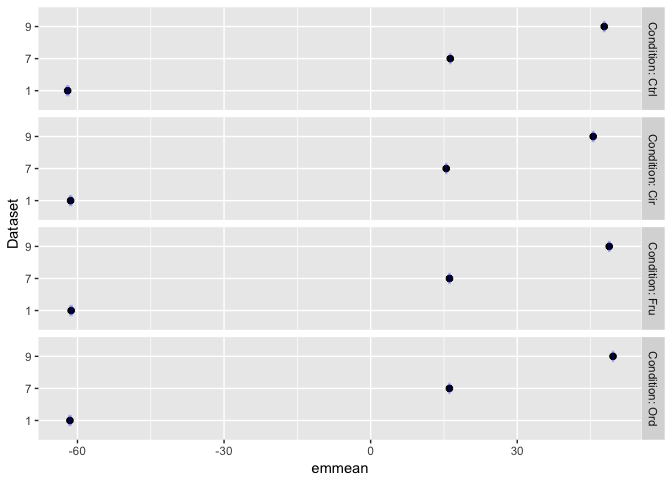 9
7
1
Condition: Ctrl
9
7
1
Condition: Cir
Dataset
9
7
1
Condition: Fru
9
7
1
Condition: Ord
-60
-30
0
30
emmean